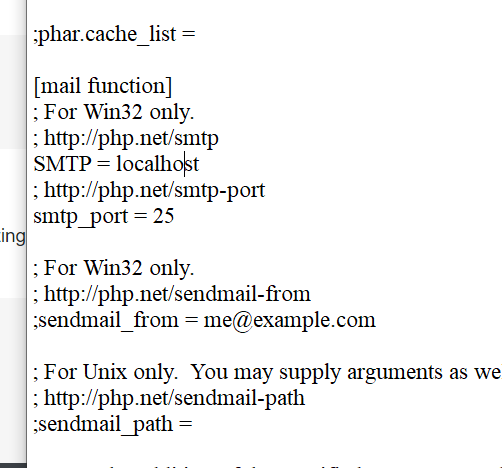 ;phar.cache_list =
[mail function]
; For Win32 only.
; http://php.net/smtp
SMTP = localhost
; http://php.net/smtp-port
smtp_port = 25
ting
; For Win32 only.
; http://php.net/sendmail-from
;sendmail_from = me@example.com
; For Unix only.  You may supply arguments as we
; http://php.net/sendmail-path
;sendmail_path =